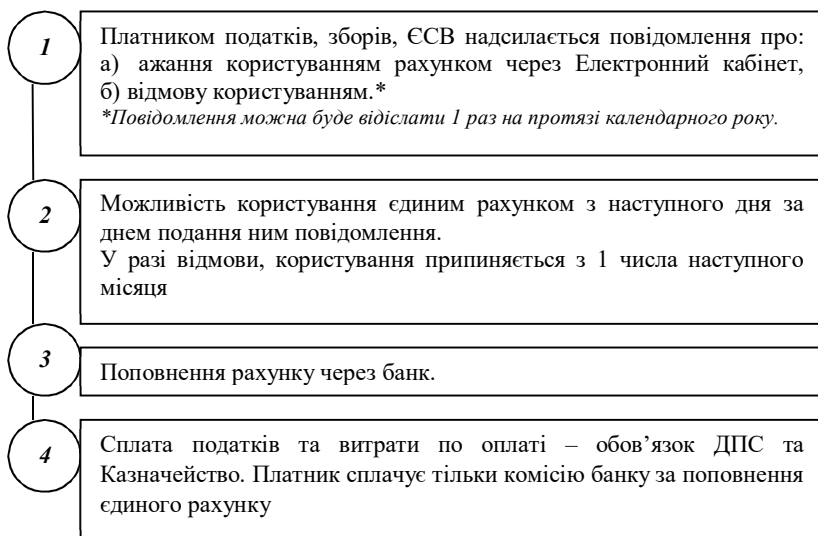 1
Платником податків, зборів, ЄСВ надсилається повідомлення про:
а) ажання користуванням рахунком через Електронний кабінет,
б) відмову користуванням.*
*Повідомлення можна буде відіслати 1 раз на протязі календарного року.
2
Можливість користування єдиним рахунком з наступного дня за
днем подання ним повідомлення.
У разі відмови, користування припиняється з 1 числа наступного
місяця
3
Поповнення рахунку через банк.
4
Сплата податків та витрати по оплаті – обов’язок ДПС та
Казначейство. Платник сплачує тільки комісію банку за поповнення
єдиного рахунку